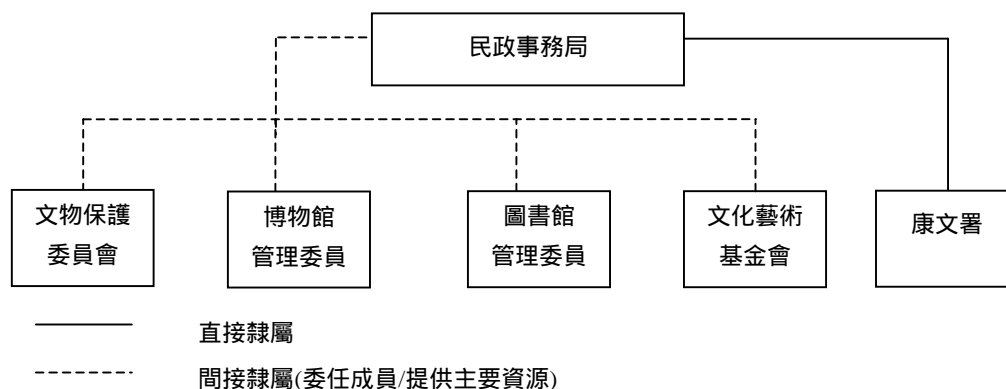 民政事務局
文物保護
委員會
博物館
管理委員
圖書館
管理委員
文化藝術
基金會
康文署
直接隸屬
間接隸屬(委任成員/提供主要資源)